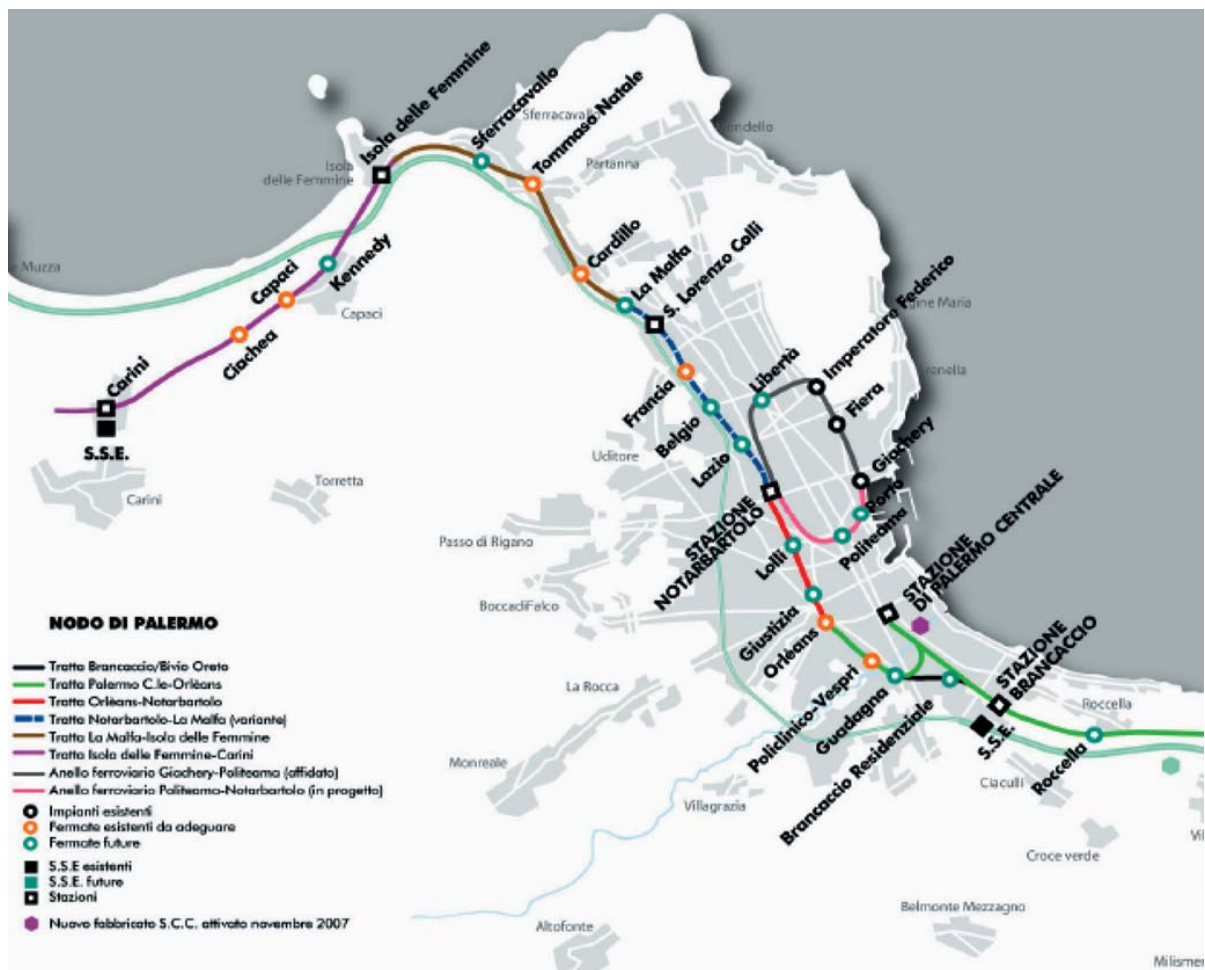 Isola delle Femmine
Sferracavallo
Sferracavallo
Tommaso Natale
Partanna
Isola
delle Femmine
Cardillo
La Malfa
S. Lorenzo Colli
Kennedy
Capaci
Capaci
Ciachea
Muzza
Carini
S.S.E.
Carini
Torretta
Imperatore Federico
Libertà
Fiera
Giachery
Francia
Belgio
Lazio
Uditore
Porto
Politeama
STAZIONE
NOTARBARTOLO
Passo di Rigano
BoccadiFalco
Lolli
Giustizia
Orlèans
STAZIONE
DI PALERMO CENTRALE
STAZIONE
BRANCACCIO
Policlinico-Vespri
Guadagna
Brancaccio Residenziale
S.S.E.
Roccella
Roccella
La Rocca
Monreale
Villagrazia
Ciaculli
Croce verde
Belmonte Mezzagno
Altofonte
NODO DI PALERMO
Tratta Brancaccio/Bivio Oreto
Tratta Palermo C.le-Orlèans
Tratta Orlèans-Notarbartolo
Tratta Notarbartolo-La Malfa (variante)
Tratta La Malfa-Isola delle Femmine
Tratta Isola delle Femmine-Carini
Anello ferroviario Giachery-Politeama (affidato)
Anello ferroviario Politeama-Notarbartolo (in progetto)
Impianti esistenti
Fermate esistenti da adeguare
Fermate future
S.S.E esistenti
S.S.E. future
Stazioni
Nuovo fabbricato S.C.C. attivato novembre 2007